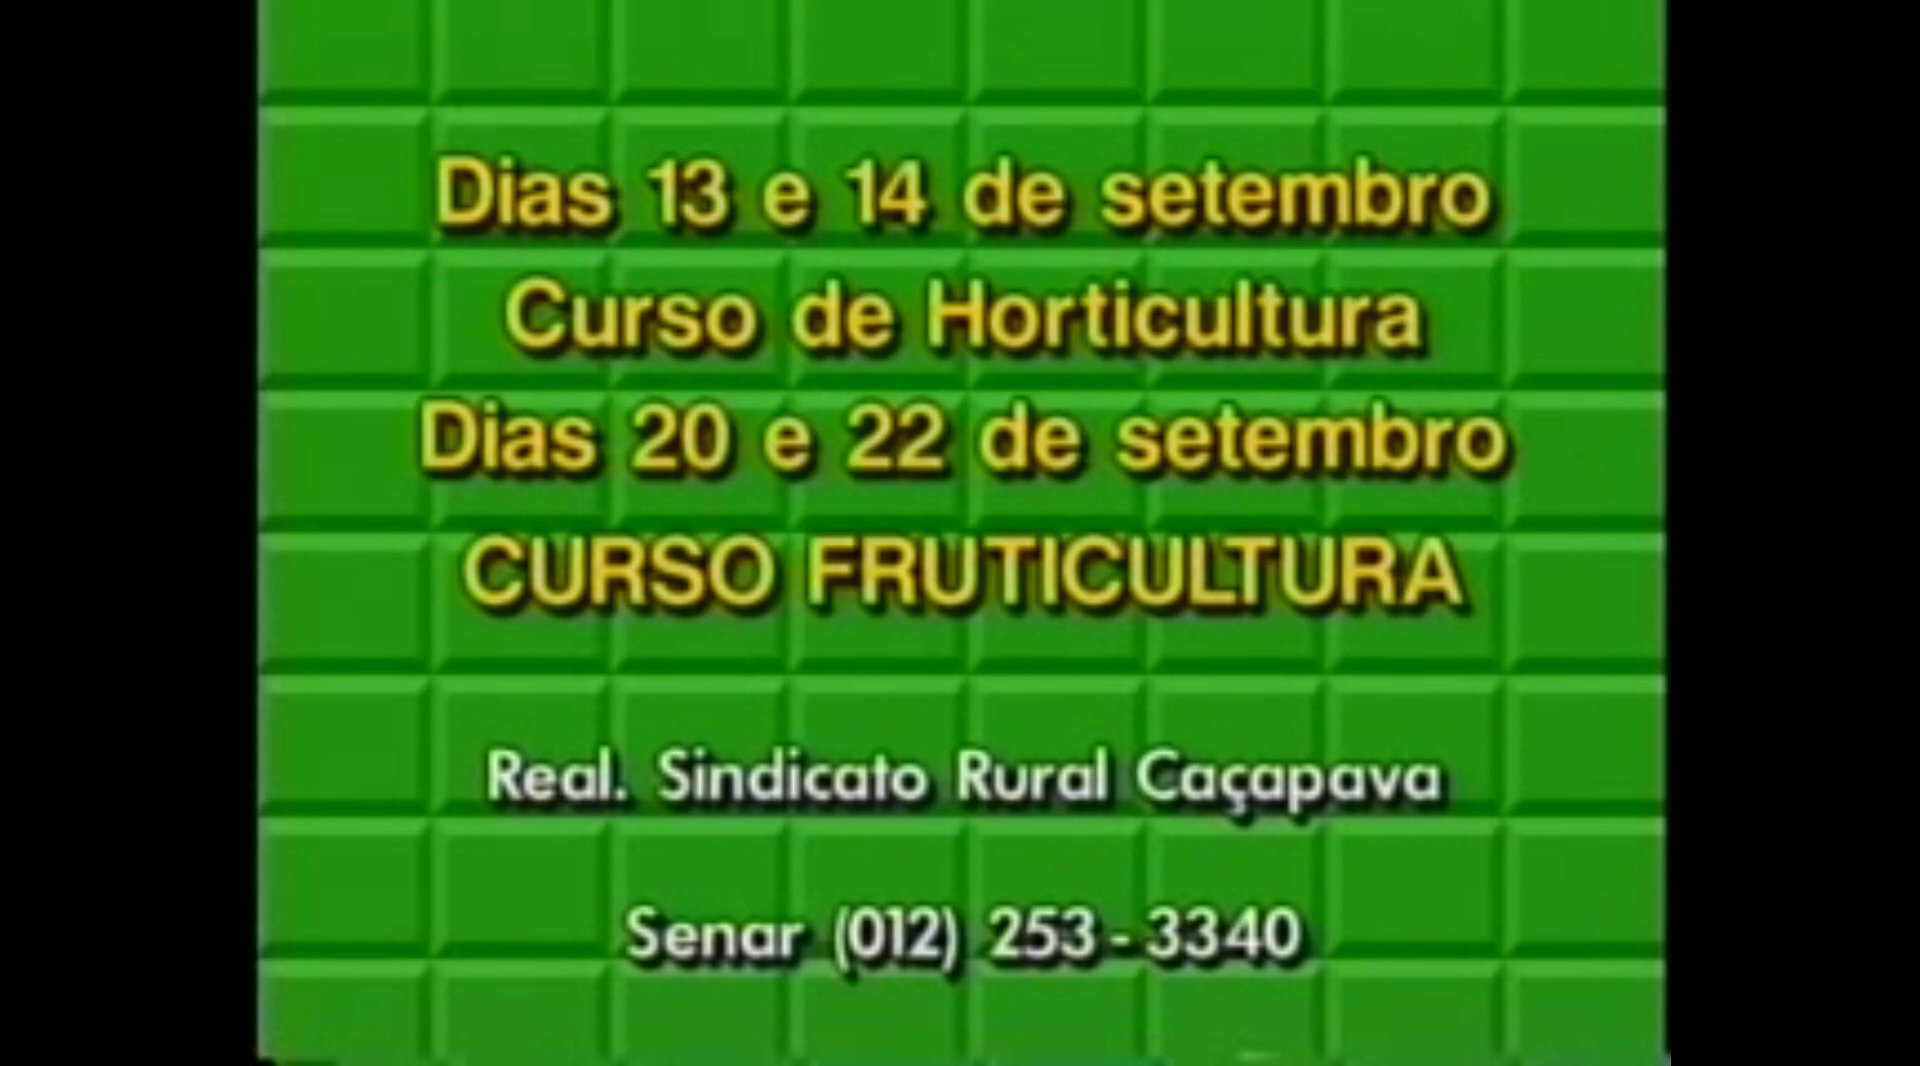 Dias 13 e 14 de setembro
Curso de Horticultura
Dias 20 e 22 de setembro
CURSO FRUTICULTURA
Real. Sindicato Rural Caçapava
Senar (012) 253-3340